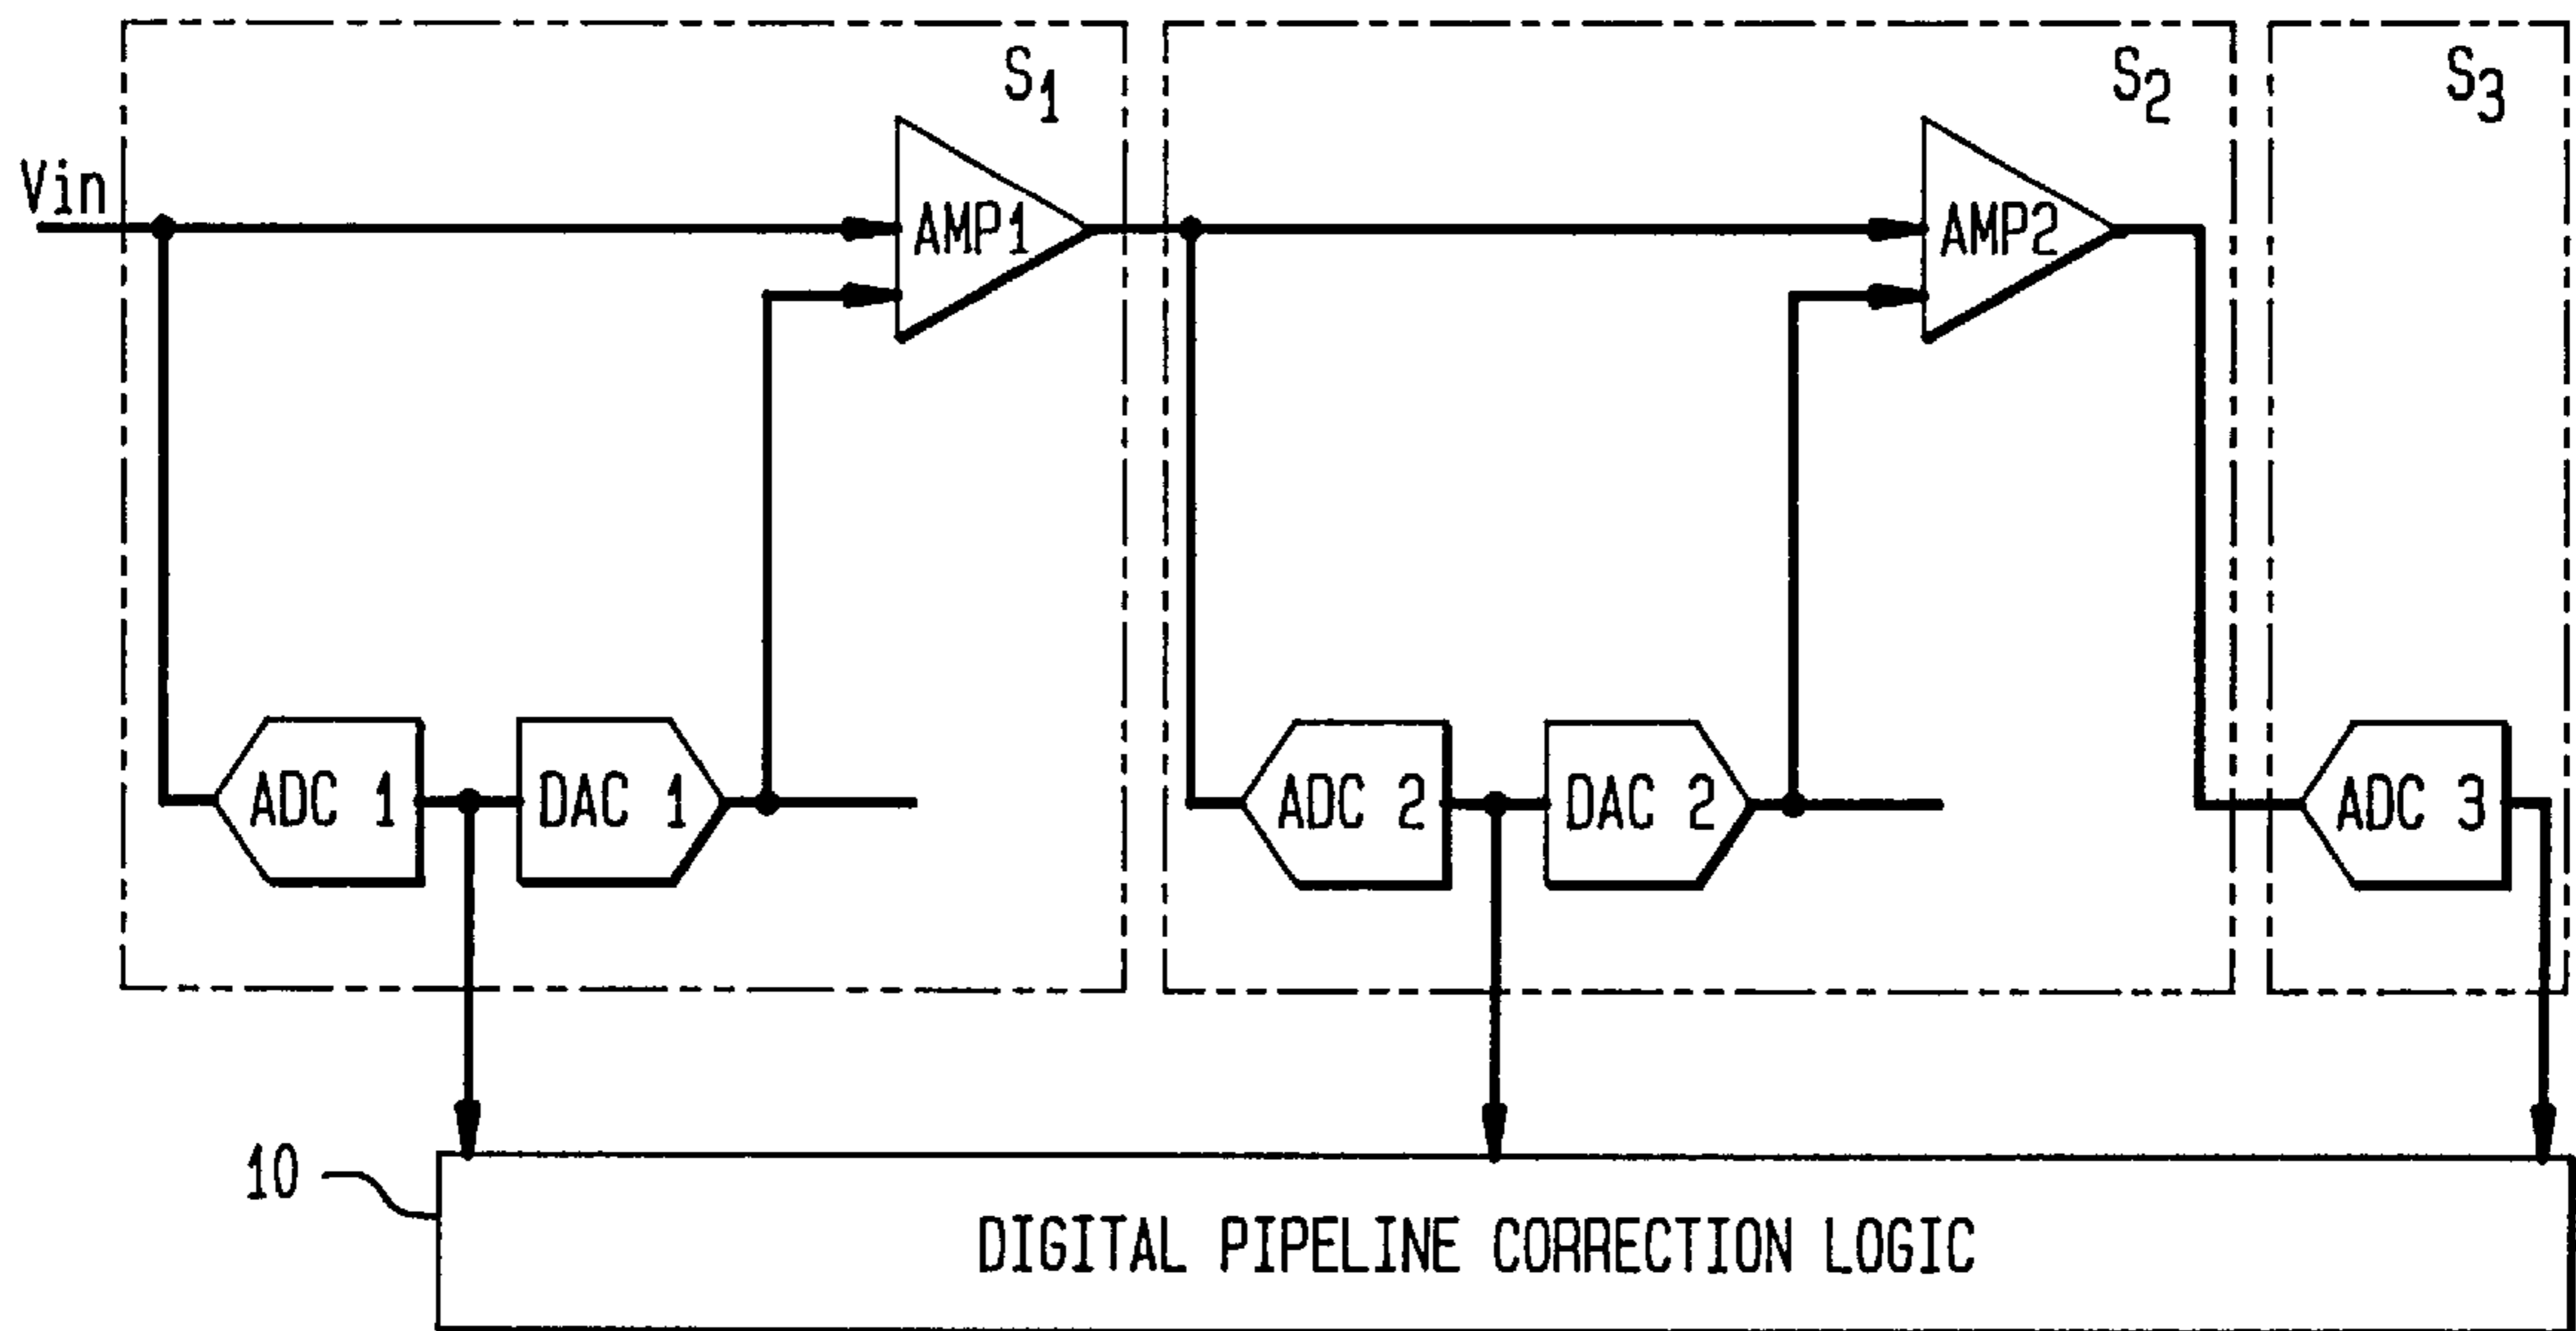 S1
S2
S3
Vin
AMP1
AMP2
ADC 1
DAC 1
ADC 2
DAC 2
ADC 3
10
DIGITAL PIPELINE CORRECTION LOGIC